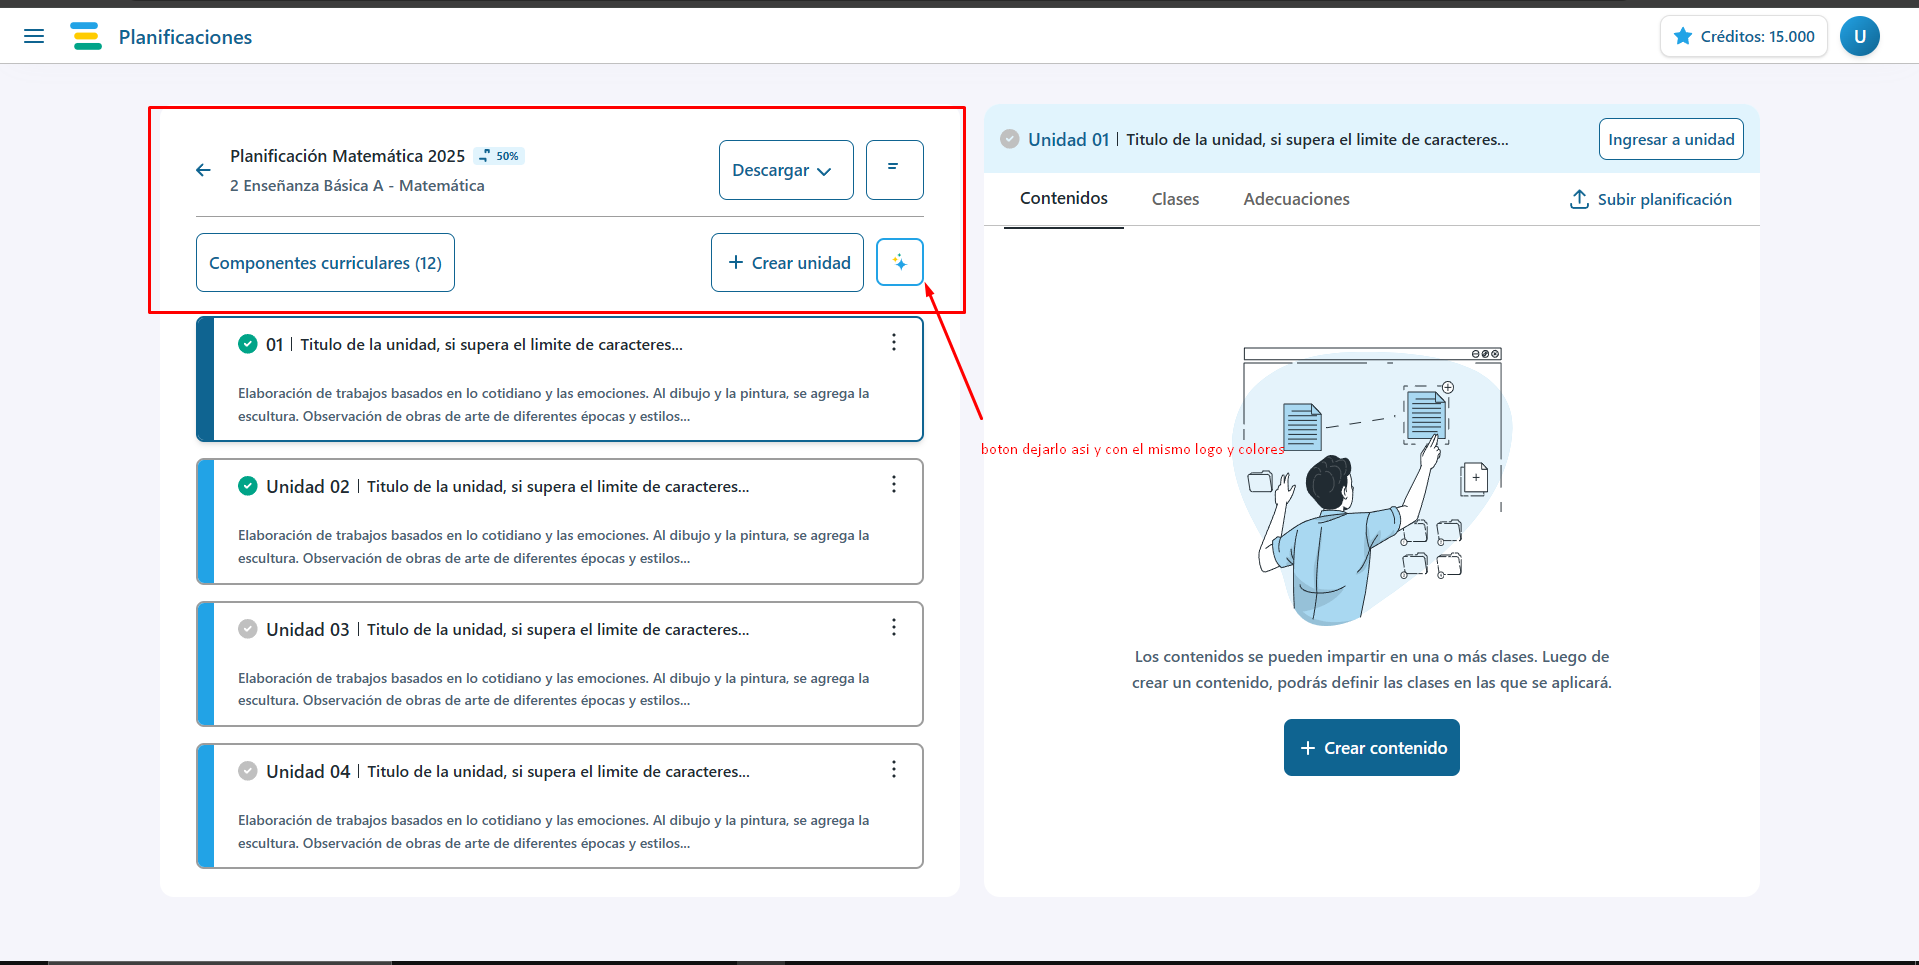 Planificaciones
Créditos: 15.000
U
Planificación Matemática 2025
50%
2 Enseñanza Básica A - Matemática
Descargar
Componentes curriculares (12)
+ Crear unidad
01 | Titulo de la unidad, si supera el limite de caracteres...
Elaboración de trabajos basados en lo cotidiano y las emociones. Al dibujo y la pintura, se agrega la
escultura. Observación de obras de arte de diferentes épocas y estilos...
Unidad 02 | Titulo de la unidad, si supera el limite de caracteres...
Elaboración de trabajos basados en lo cotidiano y las emociones. Al dibujo y la pintura, se agrega la
escultura. Observación de obras de arte de diferentes épocas y estilos...
Unidad 03 | Titulo de la unidad, si supera el limite de caracteres...
Elaboración de trabajos basados en lo cotidiano y las emociones. Al dibujo y la pintura, se agrega la
escultura. Observación de obras de arte de diferentes épocas y estilos...
Unidad 04 | Titulo de la unidad, si supera el limite de caracteres...
Elaboración de trabajos basados en lo cotidiano y las emociones. Al dibujo y la pintura, se agrega la
escultura. Observación de obras de arte de diferentes épocas y estilos...
Unidad 01 | Titulo de la unidad, si supera el limite de caracteres...
Ingresar a unidad
Contenidos
Clases
Adecuaciones
Subir planificación
boton dejarlo asi y con el mismo logo y colores
Los contenidos se pueden impartir en una o más clases. Luego de
crear un contenido, podrás definir las clases en las que se aplicará.
+ Crear contenido